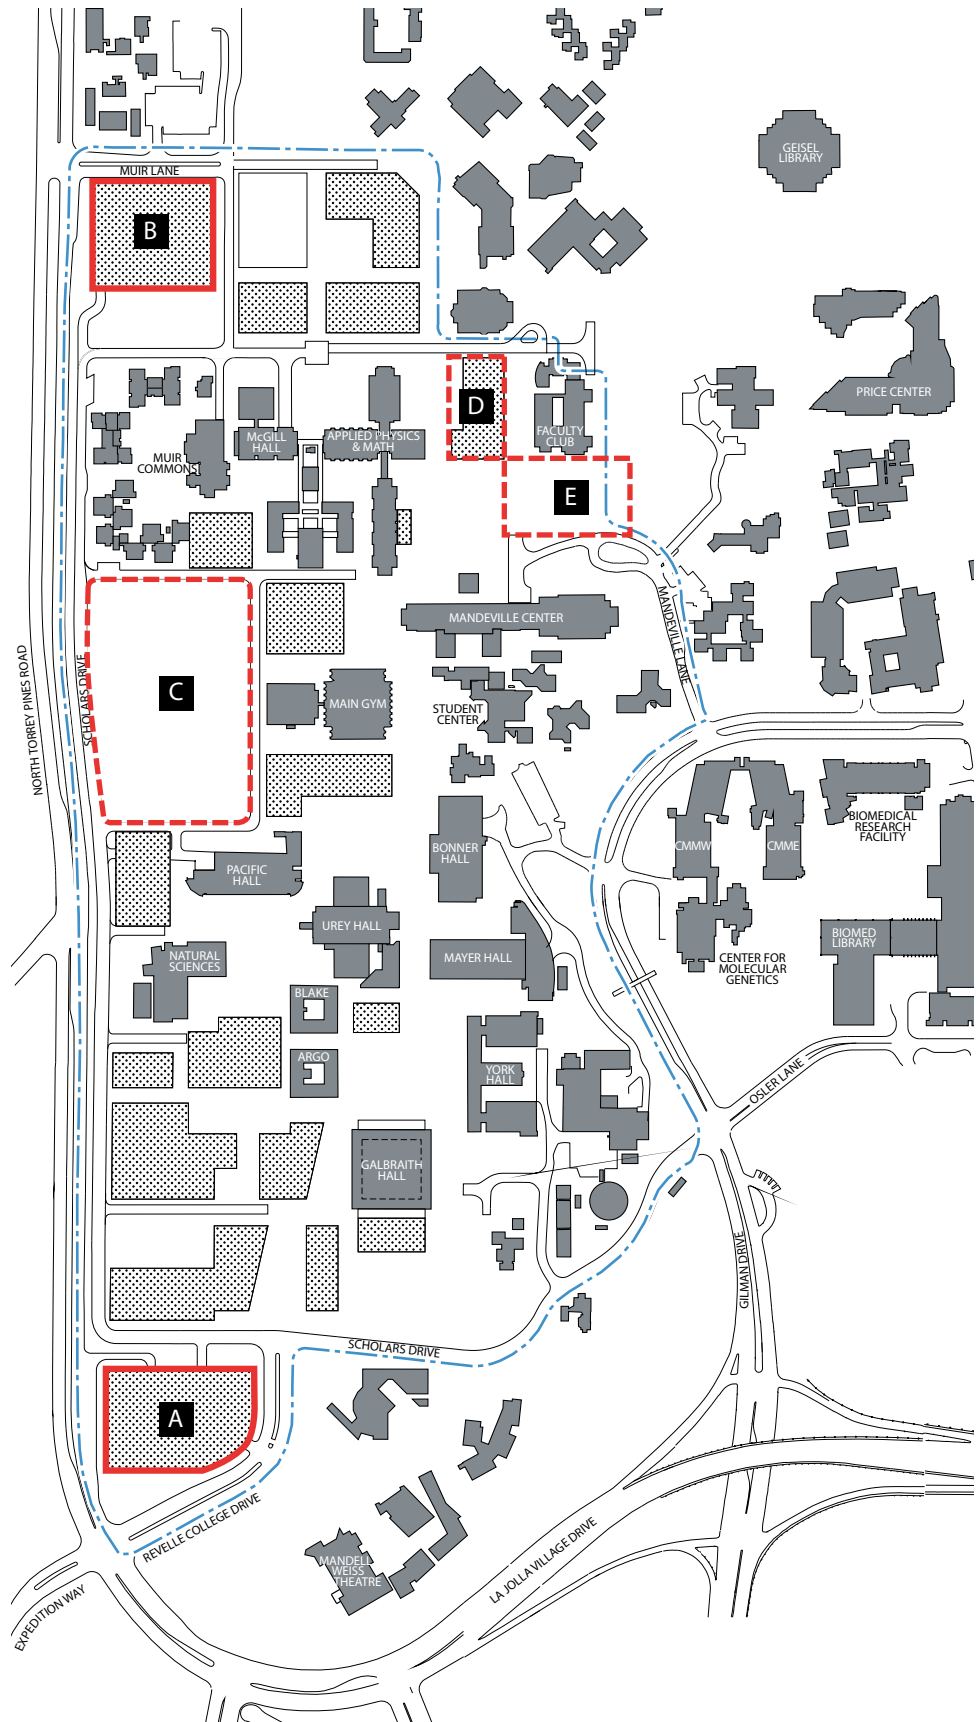 GEISEL
LIBRARY
MUIR LANE
B
PRICE CENTER
D
FACULTY
CLUB
McGILL
HALL
APPLIED PHYSICS
& MATH
MUIR
COMMONS
E
MANDEVILLE CENTER
MANDEVILLE LANE
NORTH TORREY PINES ROAD
SCHOLARS DRIVE
C
MAIN GYM
STUDENT
CENTER
BIOMEDICAL
RESEARCH
FACILITY
CMMW
CMME
BONNER
HALL
PACIFIC
HALL
UREY HALL
MAYER HALL
BIOMED
LIBRARY
NATURAL
SCIENCES
CENTER FOR
MOLECULAR
GENETICS
BLAKE
ARGO
YORK
HALL
OSLER LANE
GALBRAITH
HALL
GILMAN DRIVE
SCHOLARS DRIVE
A
REVELLE COLLEGE DRIVE
LA JOLLA VILLAGE DRIVE
MANDELL
WEISS
THEATRE
EXPEDITION WAY